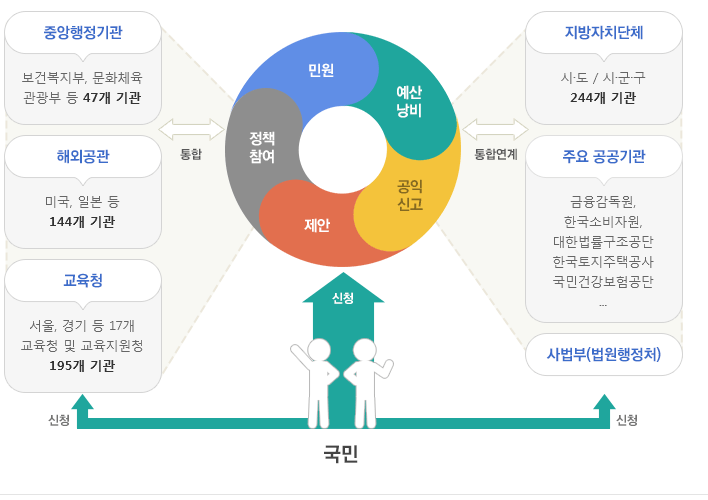 중앙행정기관
보건복지부, 문화체육
관광부 등 47개 기관
해외공관
미국, 일본 등
144개 기관
교육청
서울, 경기 등 17개
교육청 및 교육지원청
195개 기관
신청
통합
민원
예산
낭비
정책
참여
공익
신고
제안
신청
국민
통합연계
지방자치단체
시·도 / 시·군·구
244개 기관
주요 공공기관
금융감독원,
한국소비자원,
대한법률구조공단
한국토지주택공사
국민건강보험공단
...
사법부(법원행정처)
신청